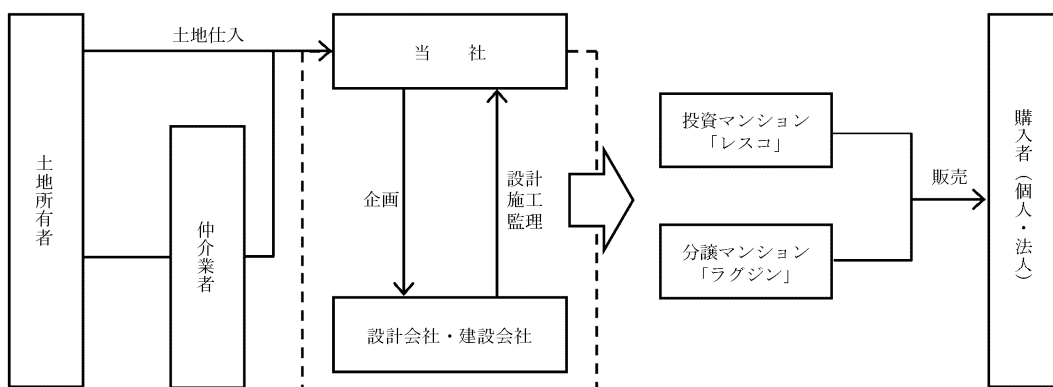 土地所有者
土地仕入
仲介業者
当　　社
企画
設計
施工
監理
設計会社・建設会社
投資マンション
「レスコ」
分譲マンション
「ラグジン」
販売
購入者（個人・法人）